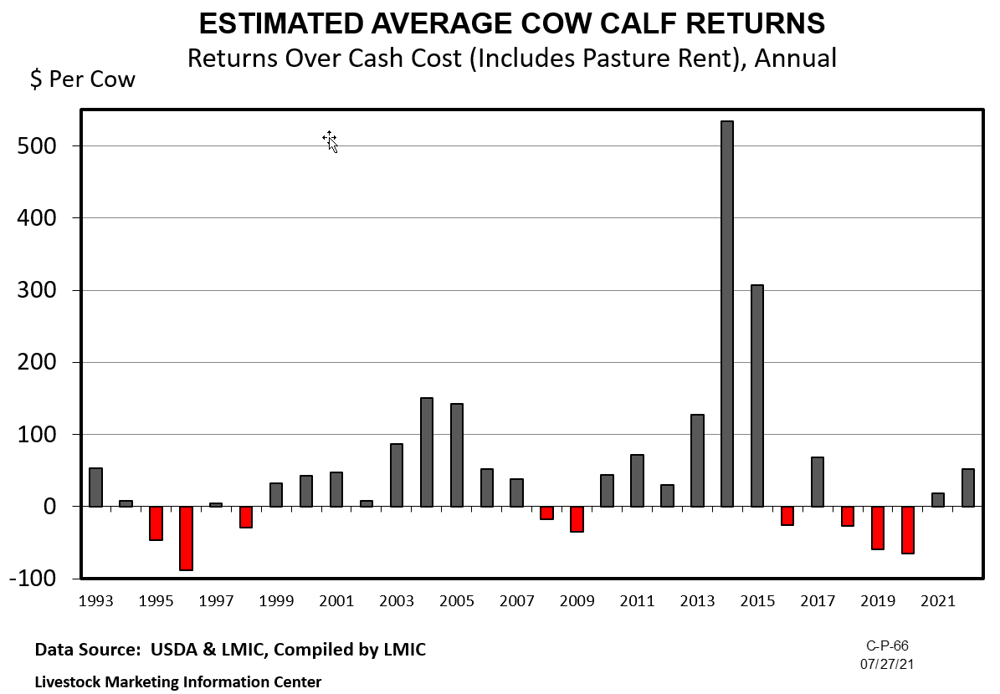 ESTIMATED AVERAGE COW CALF RETURNS
Returns Over Cash Cost (Includes Pasture Rent), Annual
$ Per Cow
500
400
300
200
100
0
-100
1993 1995 1997 1999 2001 2003 2005 2007 2009 2011 2013 2015 2017 2019 2021
Data Source:  USDA & LMIC, Compiled by LMIC
C-P-66
07/27/21
Livestock Marketing Information Center